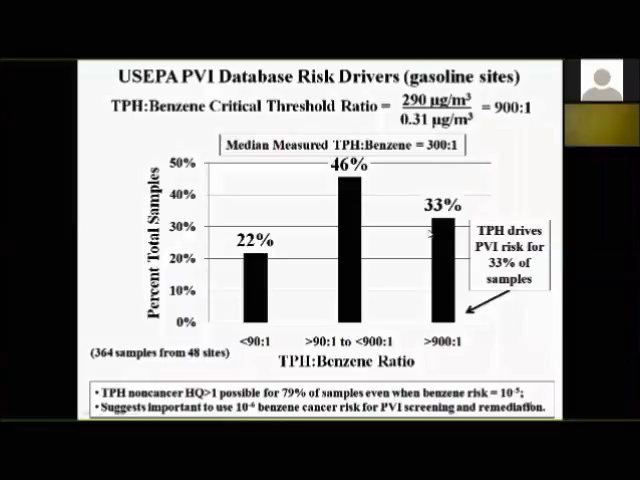 USEPA PVI Database Risk Drivers (gasoline sites)
TPH:Benzene Critical Threshold Ratio = 290 µg/m³ / 0.31 µg/m³ = 900:1
Median Measured TPH:Benzene = 300:1
50%
40%
30%
20%
10%
0%
Percent Total Samples
22%
46%
33%
TPH drives
PVI risk for
33% of
samples
<90:1
>90:1 to <900:1
>900:1
(364 samples from 48 sites)
TPH:Benzene Ratio
• TPH noncancer HQ>1 possible for 79% of samples even when benzene risk = 10⁻⁵;
• Suggests important to use 10⁻⁶ benzene cancer risk for PVI screening and remediation.